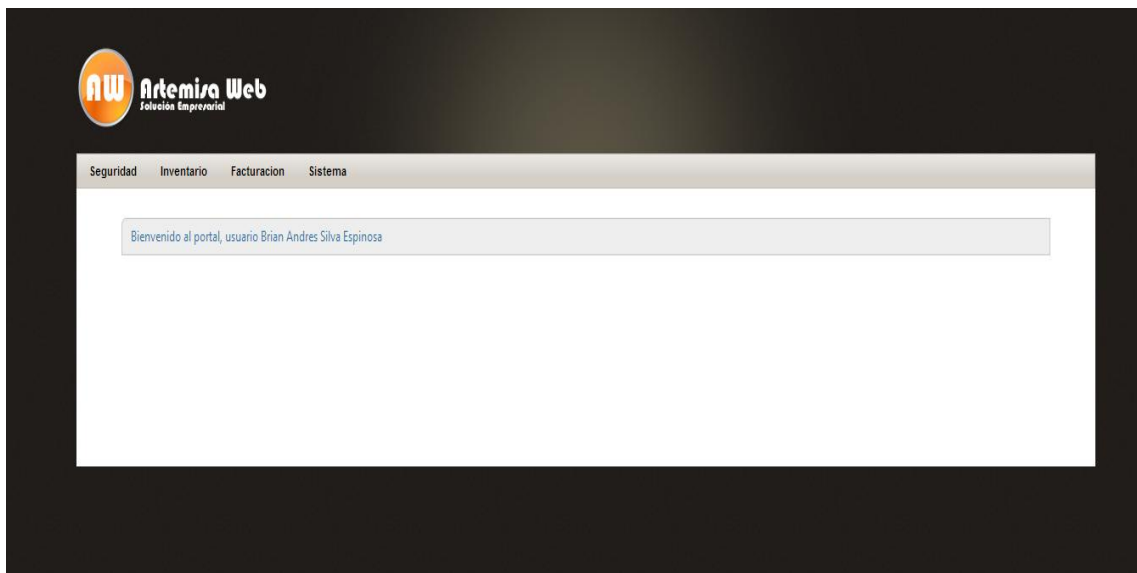 AW
Artemisa Web
Solución Empresarial
Seguridad Inventario Facturacion Sistema
Bienvenido al portal, usuario Brian Andres Silva Espinosa